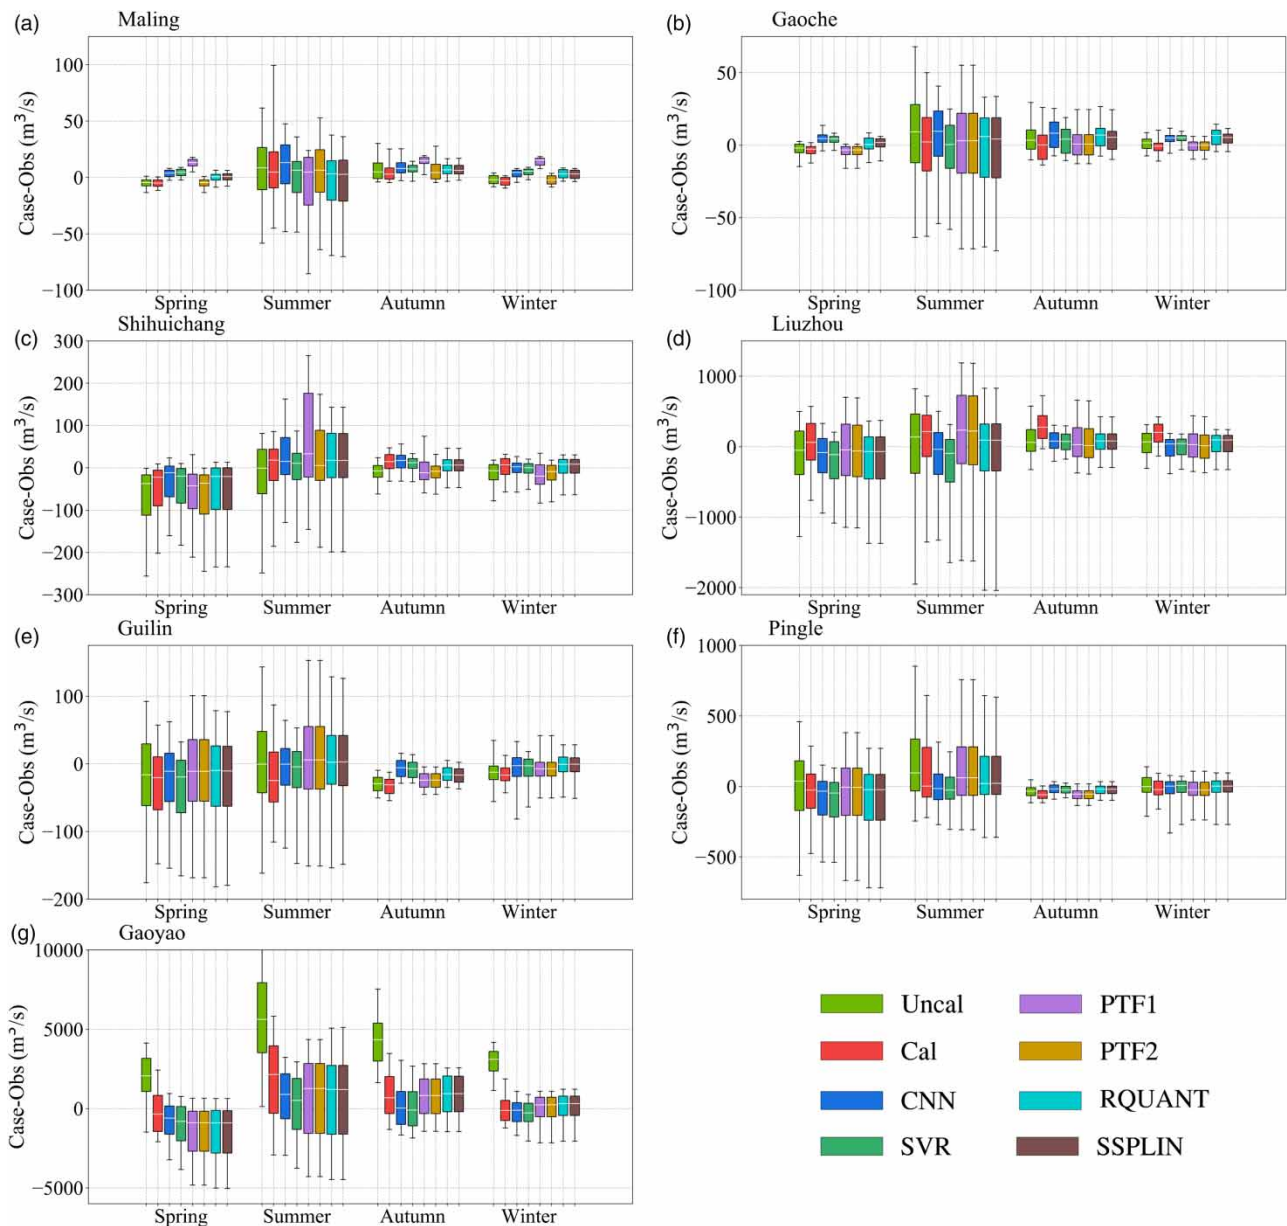 (a) Maling
Case-Obs (m³/s)
100
50
0
−50
−100
Spring Summer Autumn Winter
(b) Gaoche
Case-Obs (m³/s)
50
0
−50
−100
Spring Summer Autumn Winter
(c) Shihuichang
Case-Obs (m³/s)
300
200
100
0
−100
−200
−300
Spring Summer Autumn Winter
(d) Liuzhou
Case-Obs (m³/s)
1000
0
−1000
−2000
Spring Summer Autumn Winter
(e) Guilin
Case-Obs (m³/s)
100
0
−100
−200
Spring Summer Autumn Winter
(f) Pingle
Case-Obs (m³/s)
1000
500
0
−500
Spring Summer Autumn Winter
(g) Gaoyao
Case-Obs (m³/s)
10000
5000
0
−5000
Spring Summer Autumn Winter
Uncal PTF1
Cal PTF2
CNN RQUANT
SVR SSPLIN